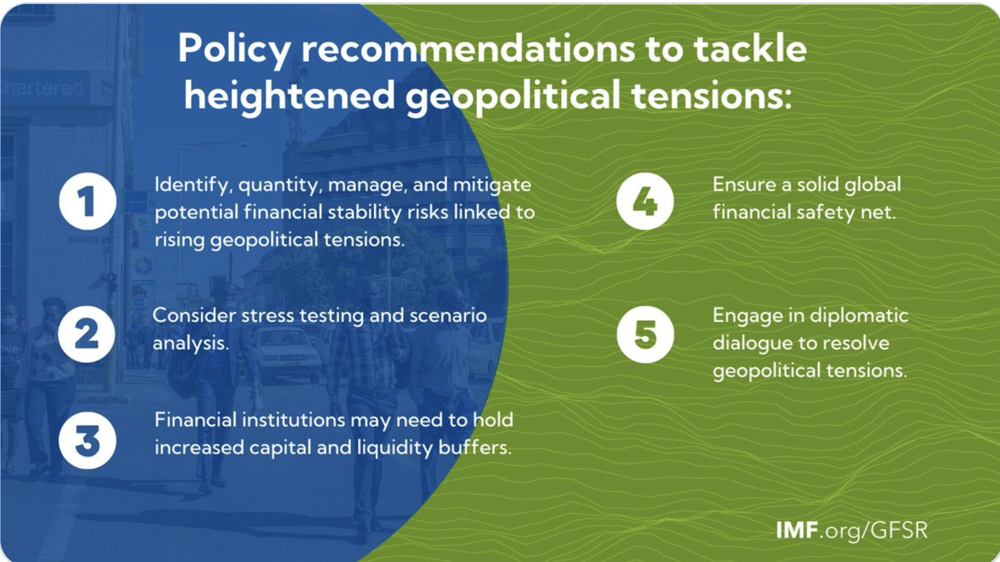 Policy recommendations to tackle
heightened geopolitical tensions:
1
Identify, quantity, manage, and mitigate
potential financial stability risks linked to
rising geopolitical tensions.
2
Consider stress testing and scenario
analysis.
3
Financial institutions may need to hold
increased capital and liquidity buffers.
4
Ensure a solid global
financial safety net.
5
Engage in diplomatic
dialogue to resolve
geopolitical tensions.
IMF.org/GFSR
hartered